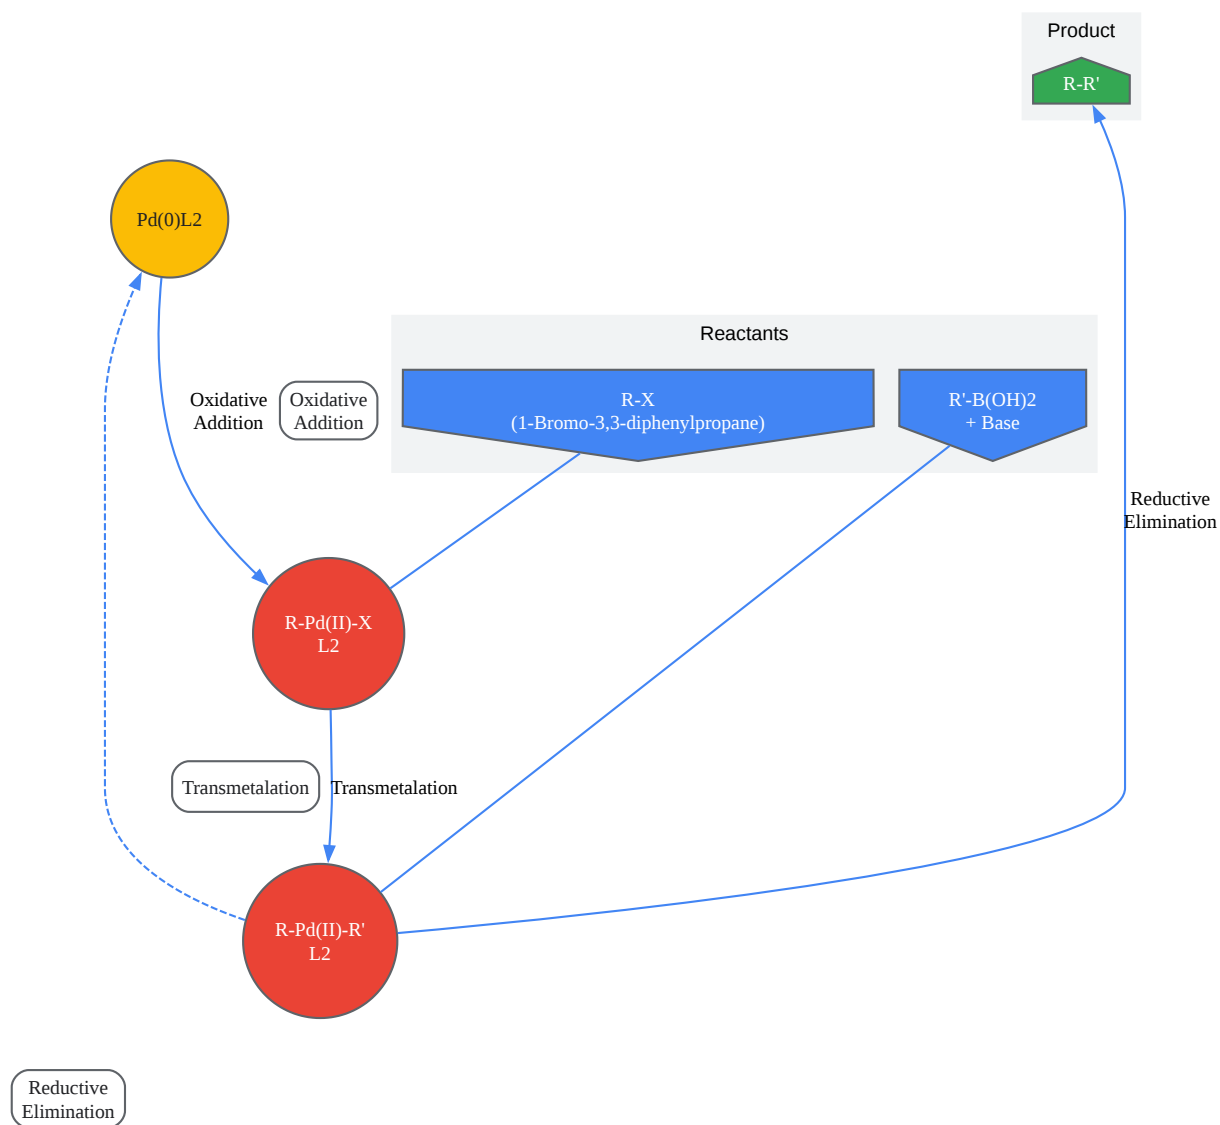 Product
R-R'
Pd(0)L2
Reactants
Oxidative
Addition
Oxidative
Addition
R-X
(1-Bromo-3,3-diphenylpropane)
R'-B(OH)2
+ Base
Reductive
Elimination
R-Pd(II)-X
L2
Transmetalation
Transmetalation
R-Pd(II)-R'
L2
Reductive
Elimination